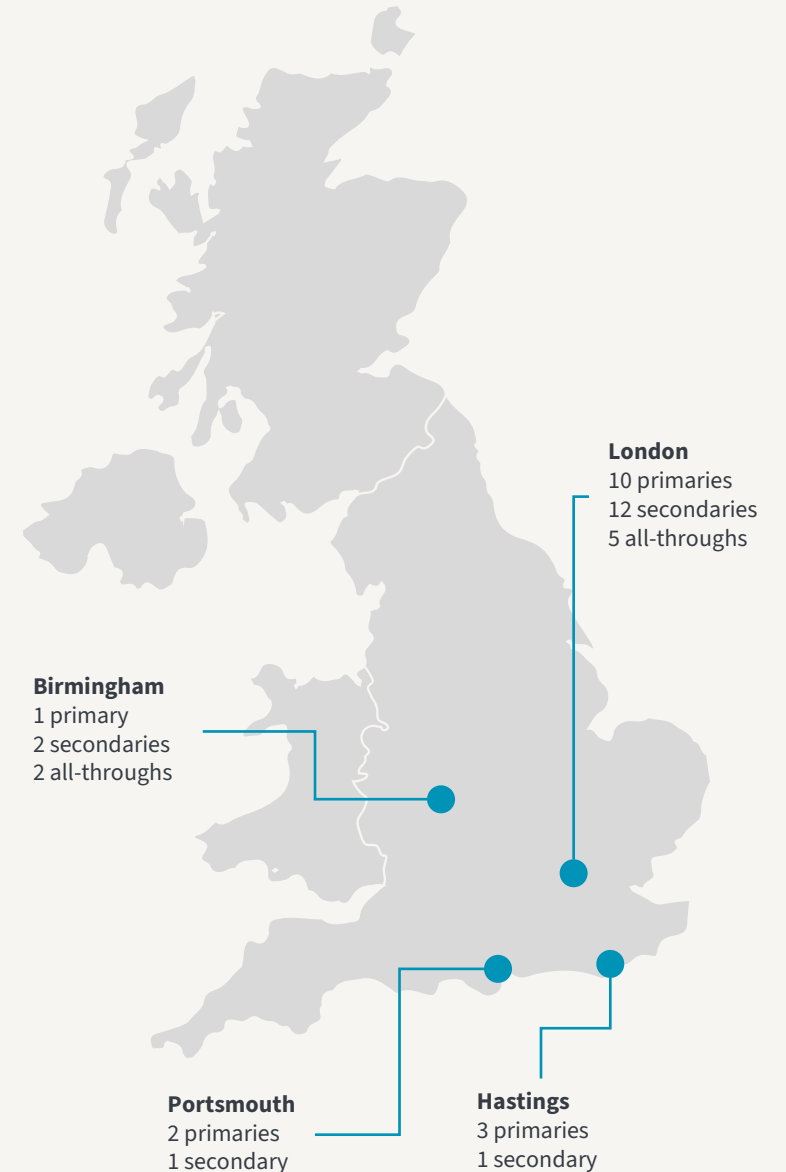 London
10 primaries
12 secondaries
5 all-throughs
Birmingham
1 primary
2 secondaries
2 all-throughs
Portsmouth
2 primaries
1 secondary
Hastings
3 primaries
1 secondary